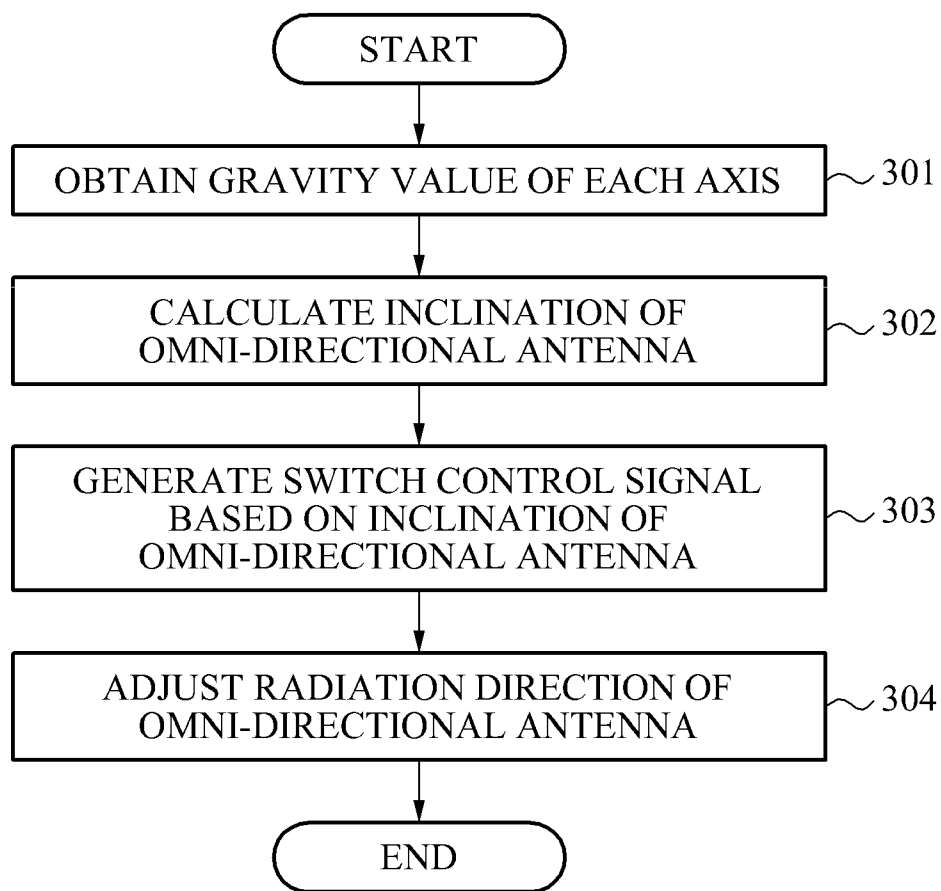 START
OBTAIN GRAVITY VALUE OF EACH AXIS
301
CALCULATE INCLINATION OF
OMNI-DIRECTIONAL ANTENNA
302
GENERATE SWITCH CONTROL SIGNAL
BASED ON INCLINATION OF
OMNI-DIRECTIONAL ANTENNA
303
ADJUST RADIATION DIRECTION OF
OMNI-DIRECTIONAL ANTENNA
304
END